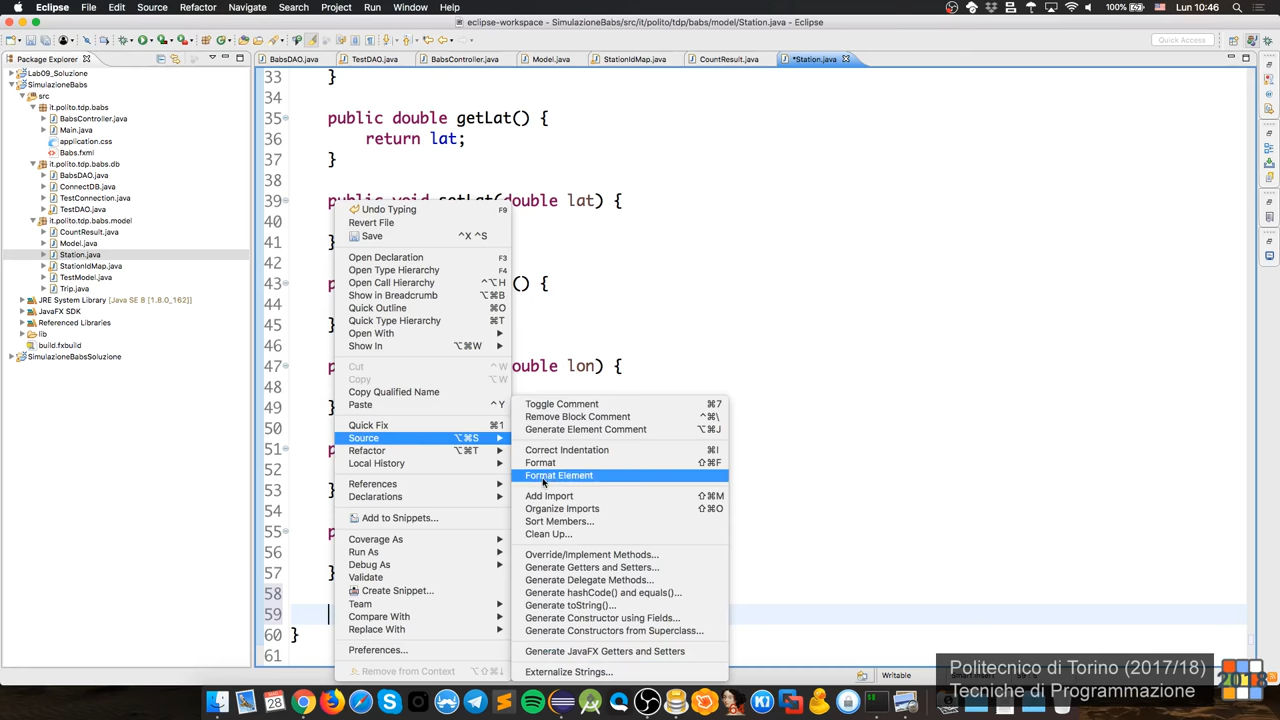 Eclipse File Edit Source Refactor Navigate Search Project Run Window Help 100% Lun 10:46
eclipse-workspace - SimulazioneBabs/src/it/polito/tdp/babs/model/Station.java - Eclipse
Quick Access
Package Explorer
BabsDAO.java TestDAO.java BabsController.java Model.java StationIdMap.java CountResult.java *Station.java
Lab09_Soluzione
SimulazioneBabs
src
it.polito.tdp.babs
BabsController.java
Main.java
application.css
Babs.fxml
it.polito.tdp.babs.db
BabsDAO.java
ConnectDB.java
TestConnection.java
TestDAO.java
it.polito.tdp.babs.model
CountResult.java
Model.java
Station.java
StationIdMap.java
TestModel.java
Trip.java
JRE System Library [Java SE 8 [1.8.0_162]]
JavaFX SDK
Referenced Libraries
lib
build.fxbuild
SimulazioneBabsSoluzione
33 }
34
35 public double getLat() {
36 return lat;
37 }
38
39 public void setLat(double lat) {
40
41 }
42
43 p () {
44
45 }
46
47 p ouble lon) {
48
49 }
50
51 p
52
53 }
54
55 p
56
57 }
58
59
60 }
61
Undo Typing F9
Revert File
Save ^X ^S
Open Declaration F3
Open Type Hierarchy F4
Open Call Hierarchy ^⌥H
Show in Breadcrumb ⌥⌘B
Quick Outline ⌘O
Quick Type Hierarchy ⌘T
Open With
Show In ⌥⌘W
Cut ^W
Copy ⌥W
Copy Qualified Name
Paste ^Y
Quick Fix ⌘1
Source ⌥⌘S
Refactor ⌥⌘T
Local History
References
Declarations
Add to Snippets...
Coverage As
Run As
Debug As
Validate
Create Snippet...
Team
Compare With
Replace With
Preferences...
Remove from Context ⌥⇧⌘↓
Toggle Comment ⌘7
Remove Block Comment ^⌘\
Generate Element Comment ⌥⌘J
Correct Indentation ⌘I
Format ⇧⌘F
Format Element
Add Import ⇧⌘M
Organize Imports ⇧⌘O
Sort Members...
Clean Up...
Override/Implement Methods...
Generate Getters and Setters...
Generate Delegate Methods...
Generate hashCode() and equals()...
Generate toString()...
Generate Constructor using Fields...
Generate Constructors from Superclass...
Generate JavaFX Getters and Setters
Externalize Strings...
Writable
Politecnico di Torino (2017/18)
Tecniche di Programmazione
2018